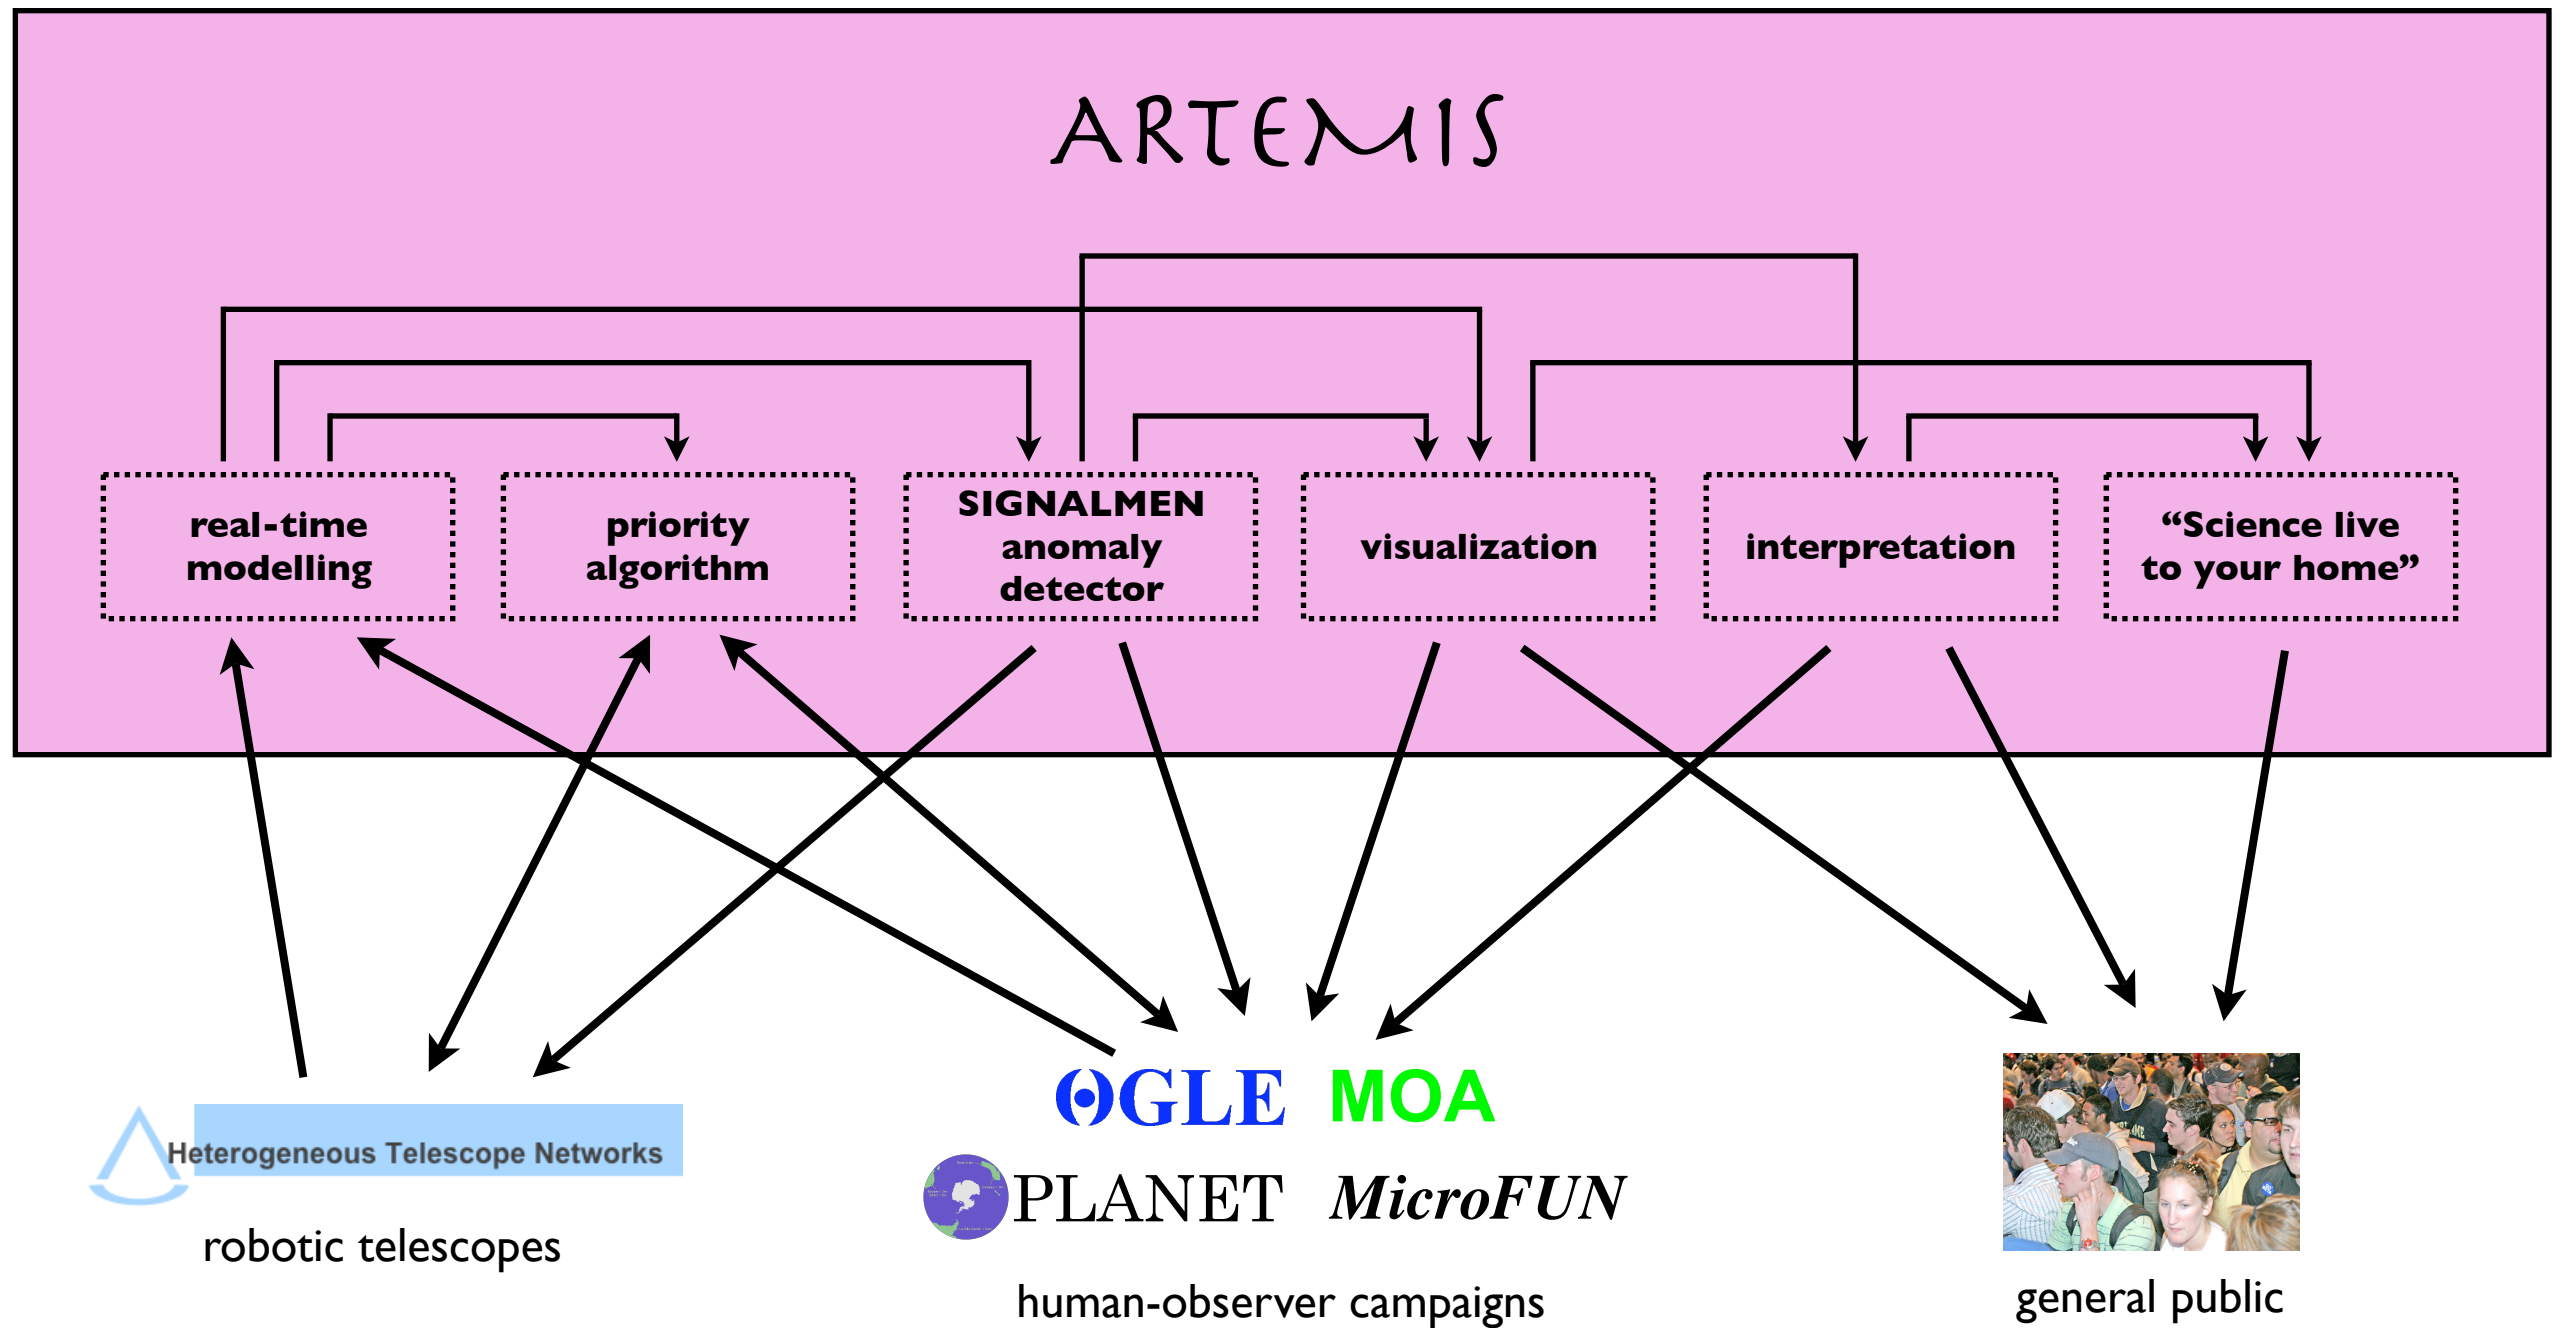 ARTEMIS
real-time
modelling
priority
algorithm
SIGNALMEN
anomaly
detector
visualization
interpretation
“Science live
to your home”
Heterogeneous Telescope Networks
robotic telescopes
OGLE MOA
PLANET MicroFUN
human-observer campaigns
general public